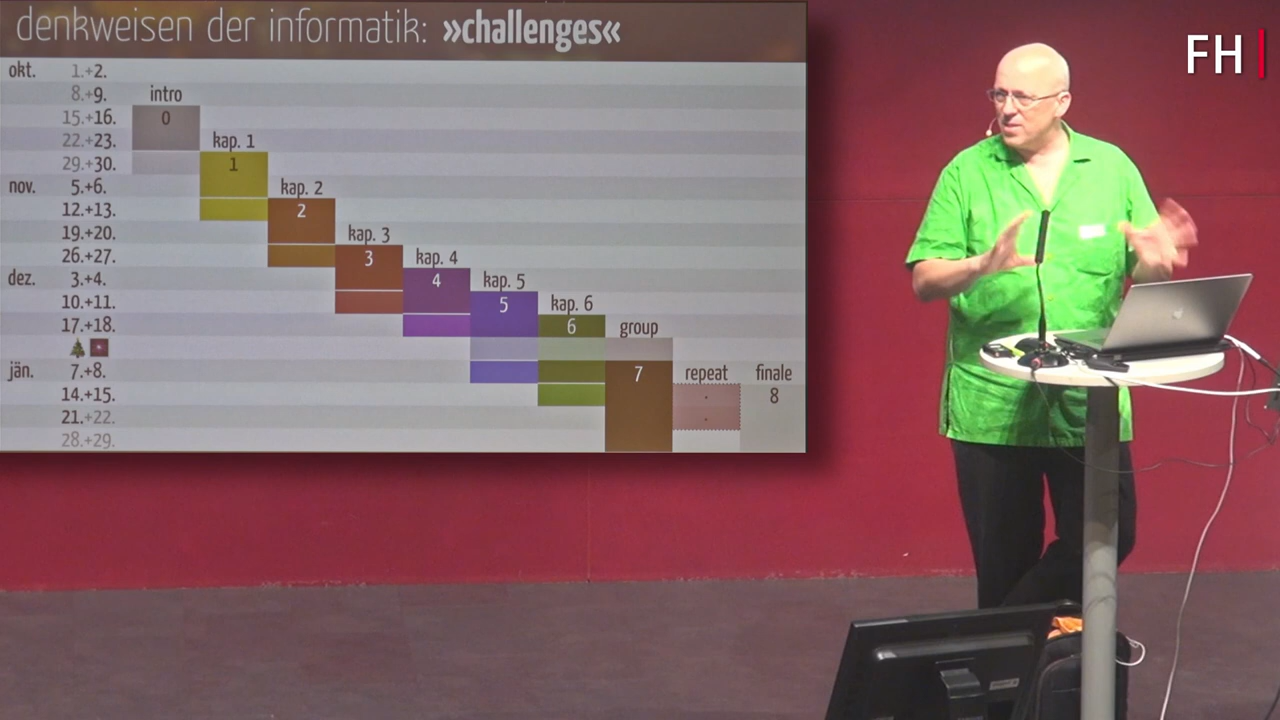 denkweisen der informatik: »challenges«
FH |
okt. 1.+2.
8.+9. intro
15.+16. 0
22.+23. kap. 1
29.+30. 1
nov. 5.+6. kap. 2
12.+13. 2
19.+20. kap. 3
26.+27. 3 kap. 4
dez. 3.+4. 4 kap. 5
10.+11. 5 kap. 6
17.+18. 6 group
jän. 7.+8. 7 repeat finale
14.+15. 8
21.+22.
28.+29.